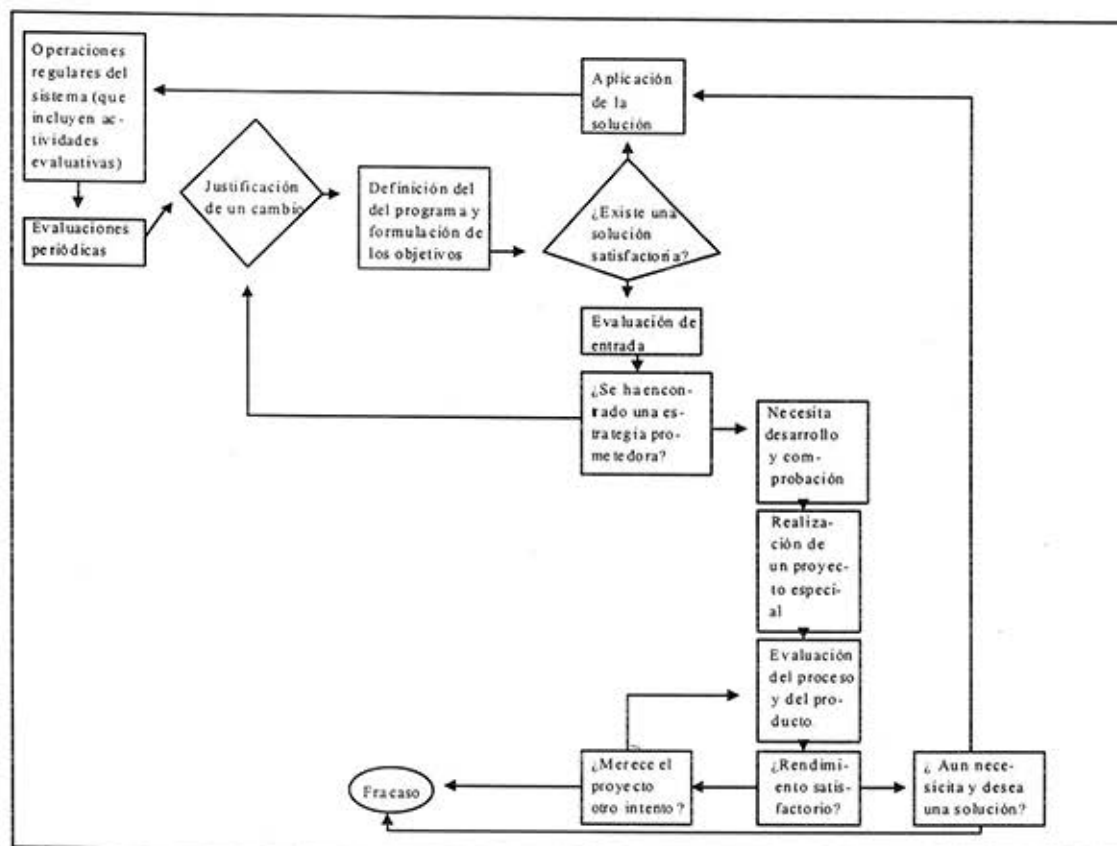 Operaciones
regulares del
sistema (que
incluyen ac-
tividades
evaluativas)
Evaluaciones
periódicas
Justificación
de un cambio
Definición del
del programa y
formulación de
los objetivos
Aplicación
de la
solución
¿Existe una
solución
satisfactoria?
Evaluación de
entrada
¿Se ha encon-
trado una es-
trategia pro-
metedora?
Necesita
desarrollo
y com-
probación
Realiza-
ción de
un proyec-
to especi-
al
Evaluación
del proceso
y del pro-
ducto
¿Rendimi-
ento satis-
factorio?
¿Merece el
proyecto
otro intento?
Fracaso
¿ Aun nece-
sicita y desea
una solución?